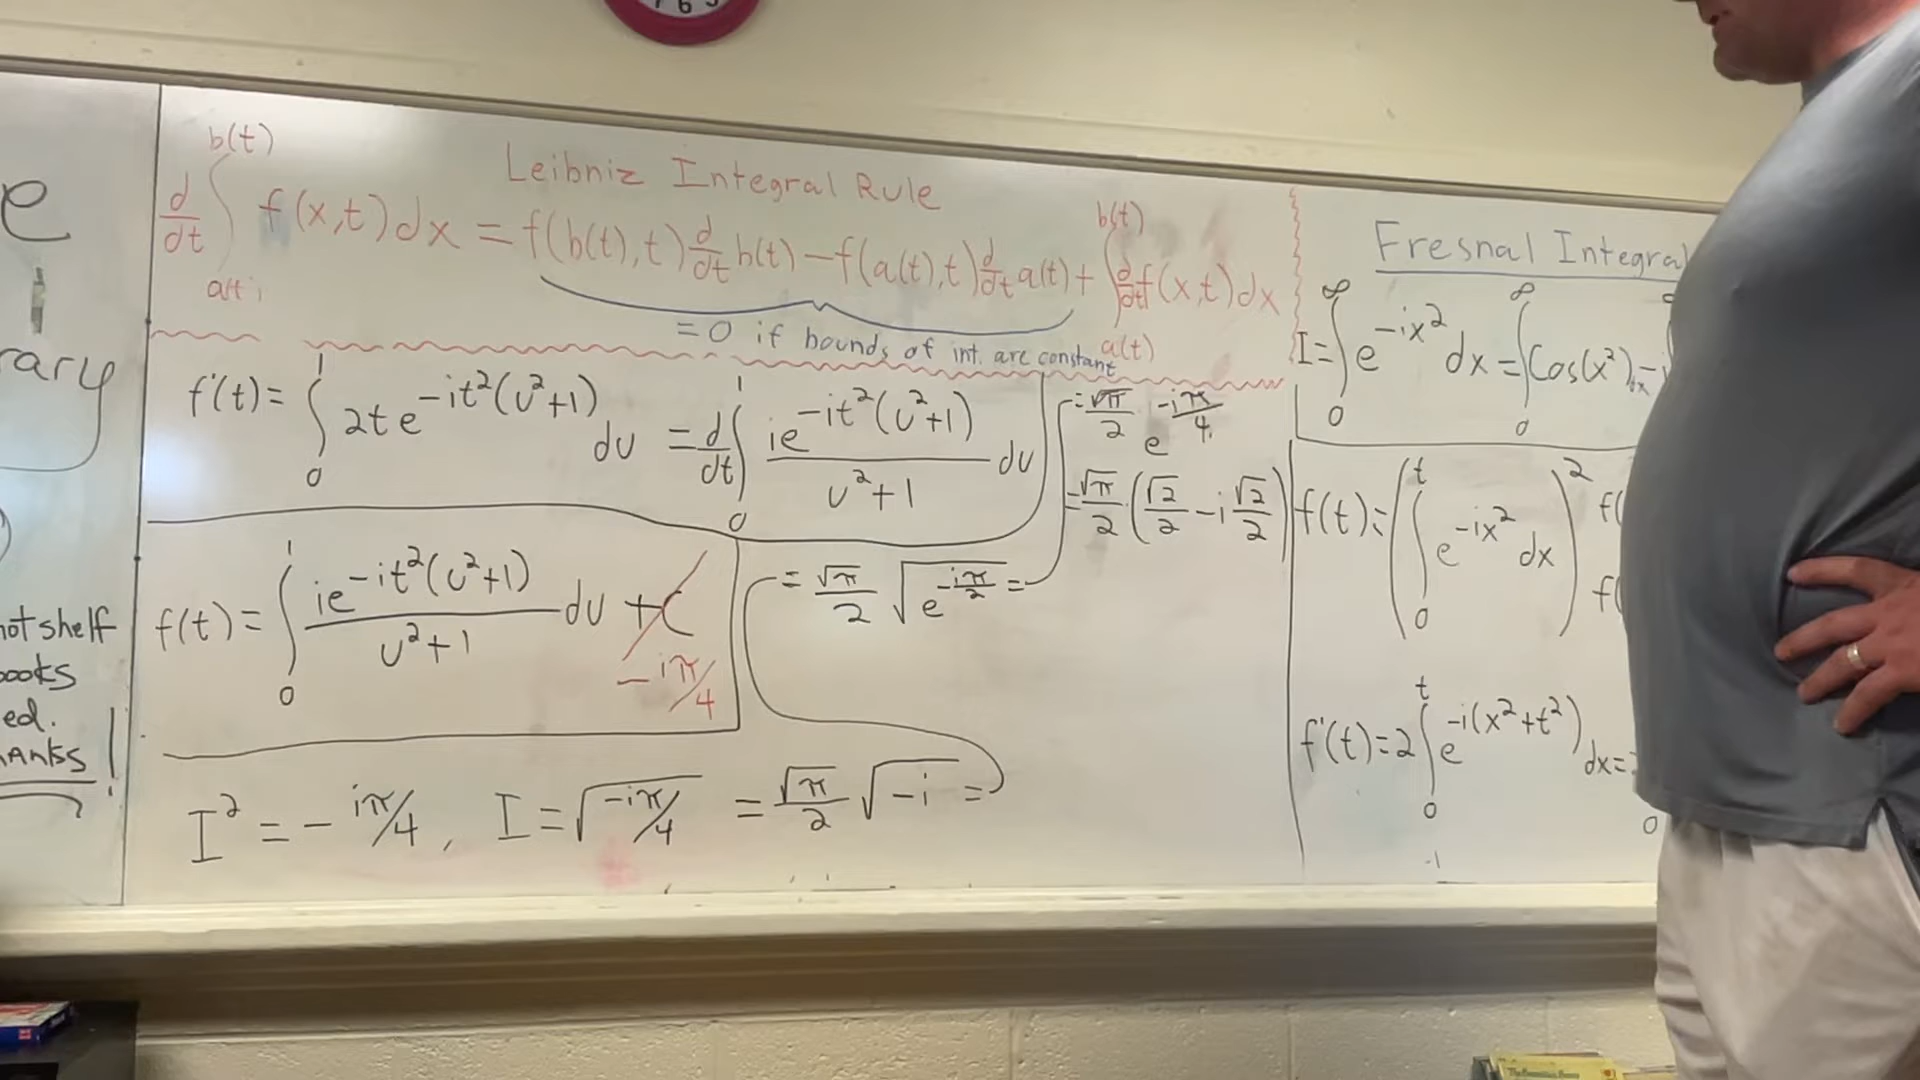 e
rary
not shelf
books
ed.
hanks!
Leibniz Integral Rule
d/dt ∫_{a(t)}^{b(t)} f(x,t)dx = f(b(t),t) d/dt b(t) − f(a(t),t) d/dt a(t) + ∫_{a(t)}^{b(t)} d/dt f(x,t)dx
= 0 if bounds of int. are constant
f'(t) = ∫_0^1 2te^{-it²(u²+1)} du = d/dt ∫_0^1 ie^{-it²(u²+1)}/(u²+1) du
f(t) = ∫_0^1 ie^{-it²(u²+1)}/(u²+1) du + C
-iπ/4
I² = -iπ/4, I = √(-iπ/4) = √π/2 √-i =
= √π/2 √(e^{-iπ/2}) =
= √π/2 e^{-iπ/4}
= √π/2 (√2/2 - i √2/2)
Fresnal Integral
I = ∫_0^∞ e^{-ix²} dx = ∫_0^∞ Cos(x²)dx - i
f(t) = (∫_0^t e^{-ix²} dx)² f(
f(
f'(t) = 2 ∫_0^t e^{-i(x²+t²)} dx =
0